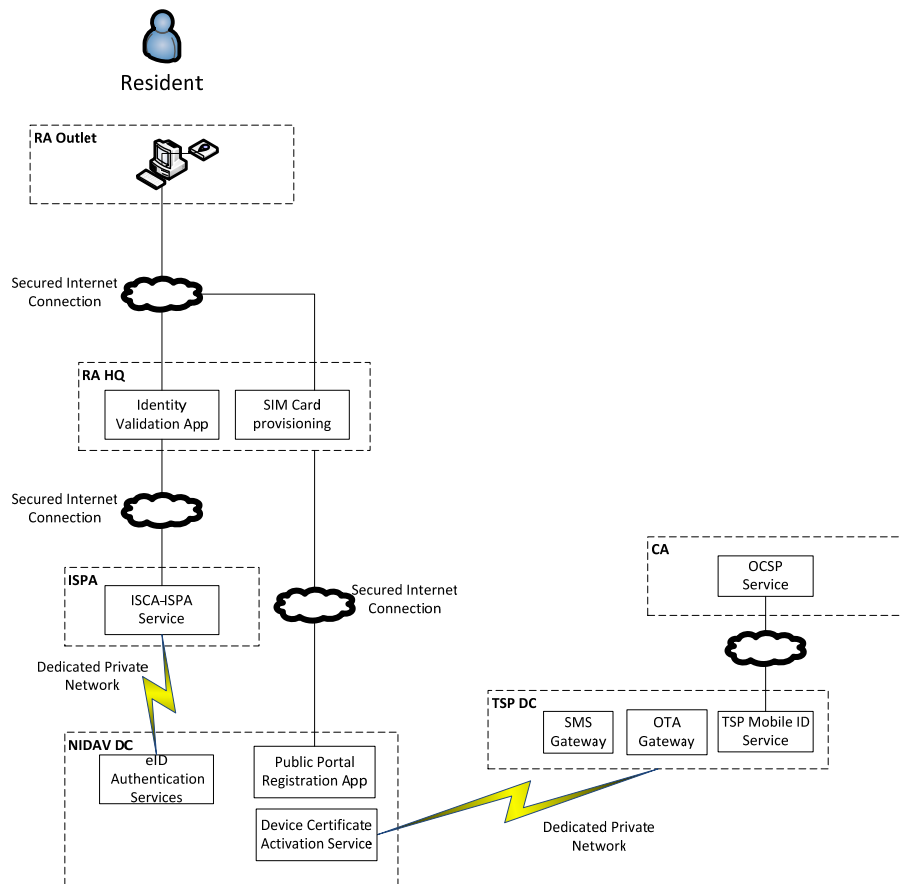 Resident
RA Outlet
Secured Internet
Connection
RA HQ
Identity
Validation App
SIM Card
provisioning
Secured Internet
Connection
ISPA
ISCA-ISPA
Service
Secured Internet
Connection
CA
OCSP
Service
Dedicated Private
Network
TSP DC
SMS
Gateway
OTA
Gateway
TSP Mobile ID
Service
NIDAV DC
eID
Authentication
Services
Public Portal
Registration App
Device Certificate
Activation Service
Dedicated Private
Network